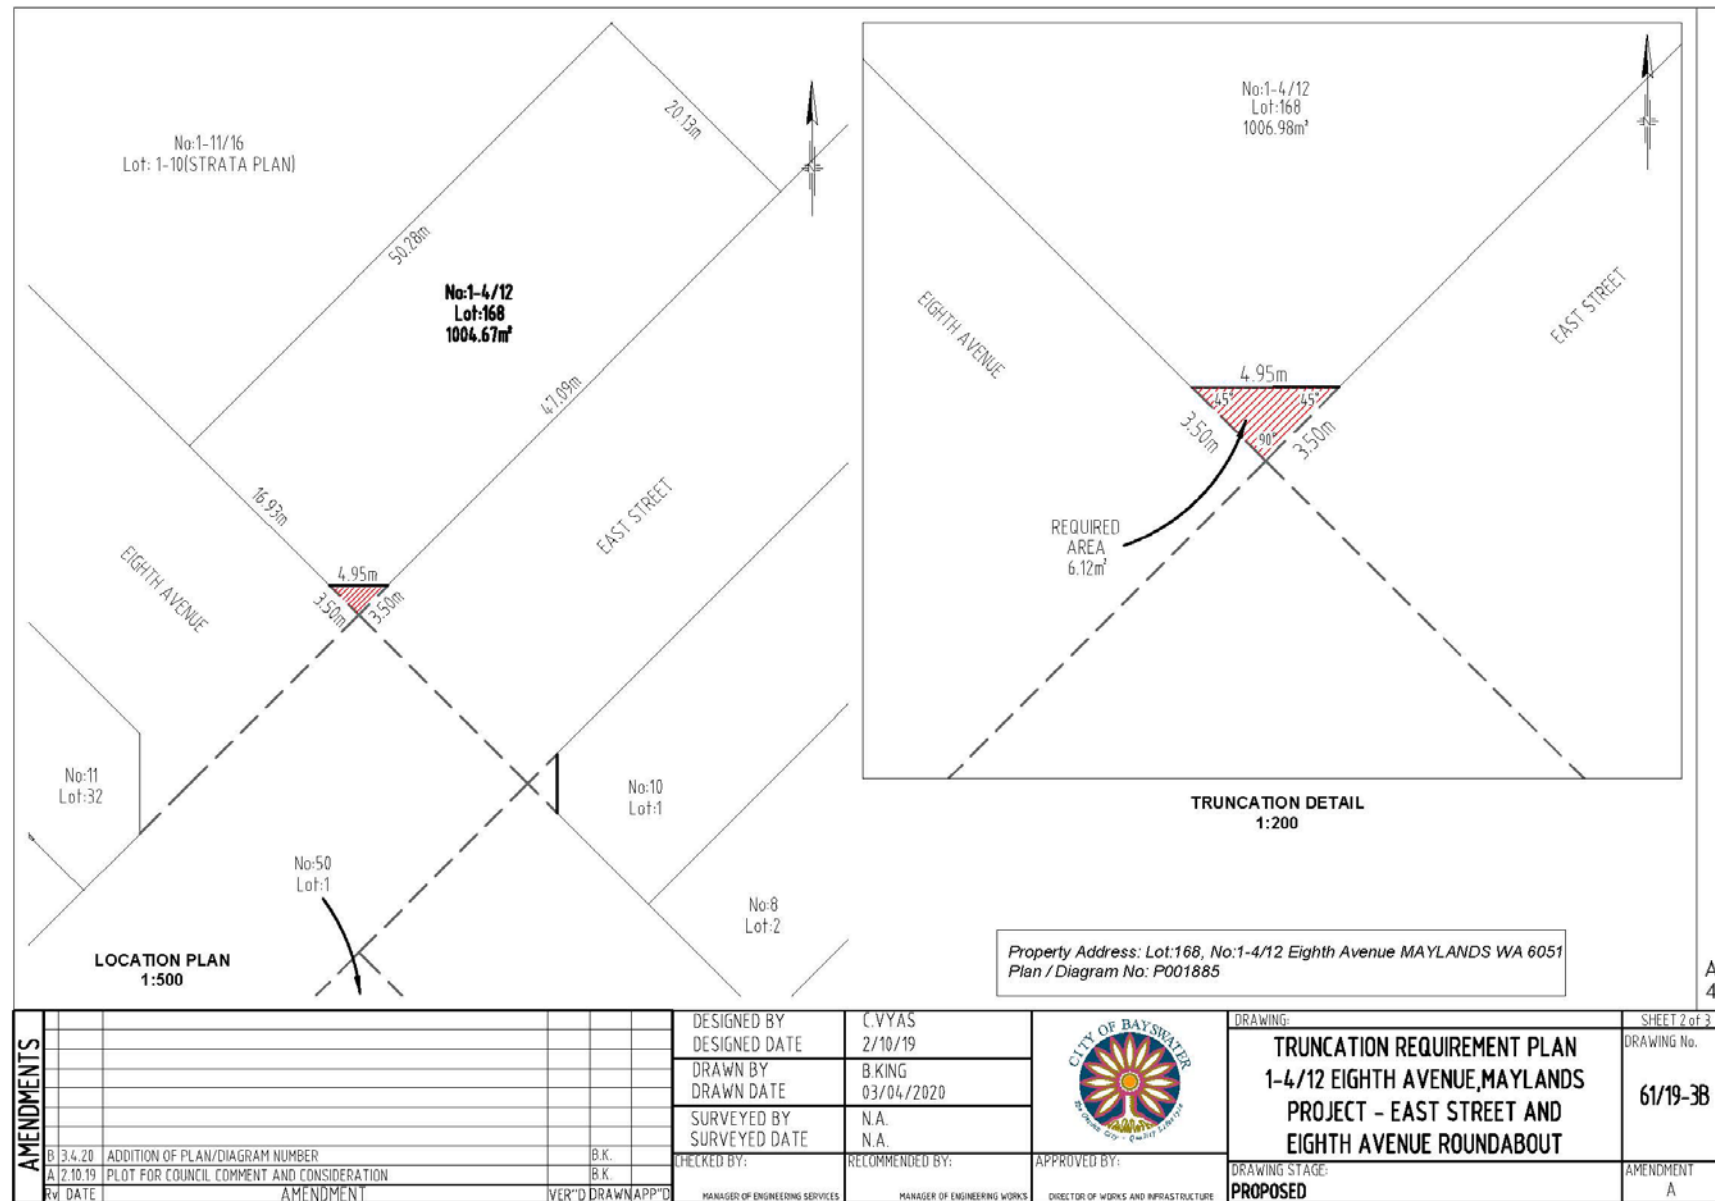 No:1-11/16
Lot: 1-10(STRATA PLAN)
20.13m
50.28m
No:1-4/12
Lot:168
1004.67m²
47.09m
16.93m
EIGHTH AVENUE
EAST STREET
4.95m
3.50m
3.50m
No:11
Lot:32
No:10
Lot:1
No:50
Lot:1
No:8
Lot:2
LOCATION PLAN
1:500
N
No:1-4/12
Lot:168
1006.98m²
N
EIGHTH AVENUE
EAST STREET
4.95m
45°
45°
90°
3.50m
3.50m
REQUIRED
AREA
6.12m²
TRUNCATION DETAIL
1:200
Property Address: Lot:168, No:1-4/12 Eighth Avenue MAYLANDS WA 6051
Plan / Diagram No: P001885
A
4
AMENDMENTS
B 3.4.20 ADDITION OF PLAN/DIAGRAM NUMBER B.K.
A 2.10.19 PLOT FOR COUNCIL COMMENT AND CONSIDERATION B.K.
Rv DATE AMENDMENT VER"D DRAWN APP"D
DESIGNED BY C.VYAS
DESIGNED DATE 2/10/19
DRAWN BY B.KING
DRAWN DATE 03/04/2020
SURVEYED BY N.A.
SURVEYED DATE N.A.
CHECKED BY:
MANAGER OF ENGINEERING SERVICES
RECOMMENDED BY:
MANAGER OF ENGINEERING WORKS
APPROVED BY:
DIRECTOR OF WORKS AND INFRASTRUCTURE
CITY OF BAYSWATER
The Garden City - Quality Lifestyle
DRAWING:
TRUNCATION REQUIREMENT PLAN
1-4/12 EIGHTH AVENUE,MAYLANDS
PROJECT - EAST STREET AND
EIGHTH AVENUE ROUNDABOUT
DRAWING STAGE:
PROPOSED
SHEET 2 of 3
DRAWING No.
61/19-3B
AMENDMENT
A